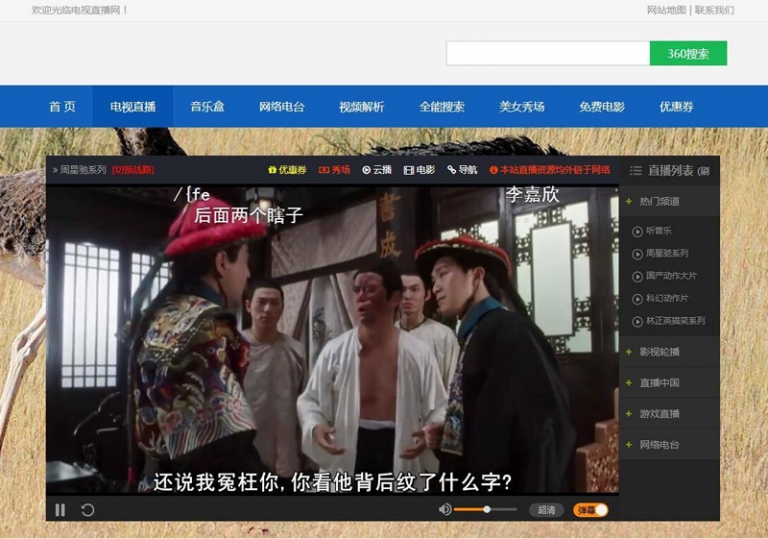 欢迎光临电视直播网！
网站地图 | 联系我们
360搜索
首 页 电视直播 音乐盒 网络电台 视频解析 全能搜索 美女秀场 免费电影 优惠券
» 周星驰系列 [切换线路] 优惠券 秀场 云播 电影 导航 本站直播资源均外链于网络
直播列表 (刷
热门频道
听音乐
周星驰系列
国产动作大片
科幻动作片
林正英搞笑系列
影视轮播
直播中国
游戏直播
网络电台
/ {fe
李嘉欣
后面两个瞎子
还说我冤枉你,你看他背后纹了什么字?
超清 弹幕